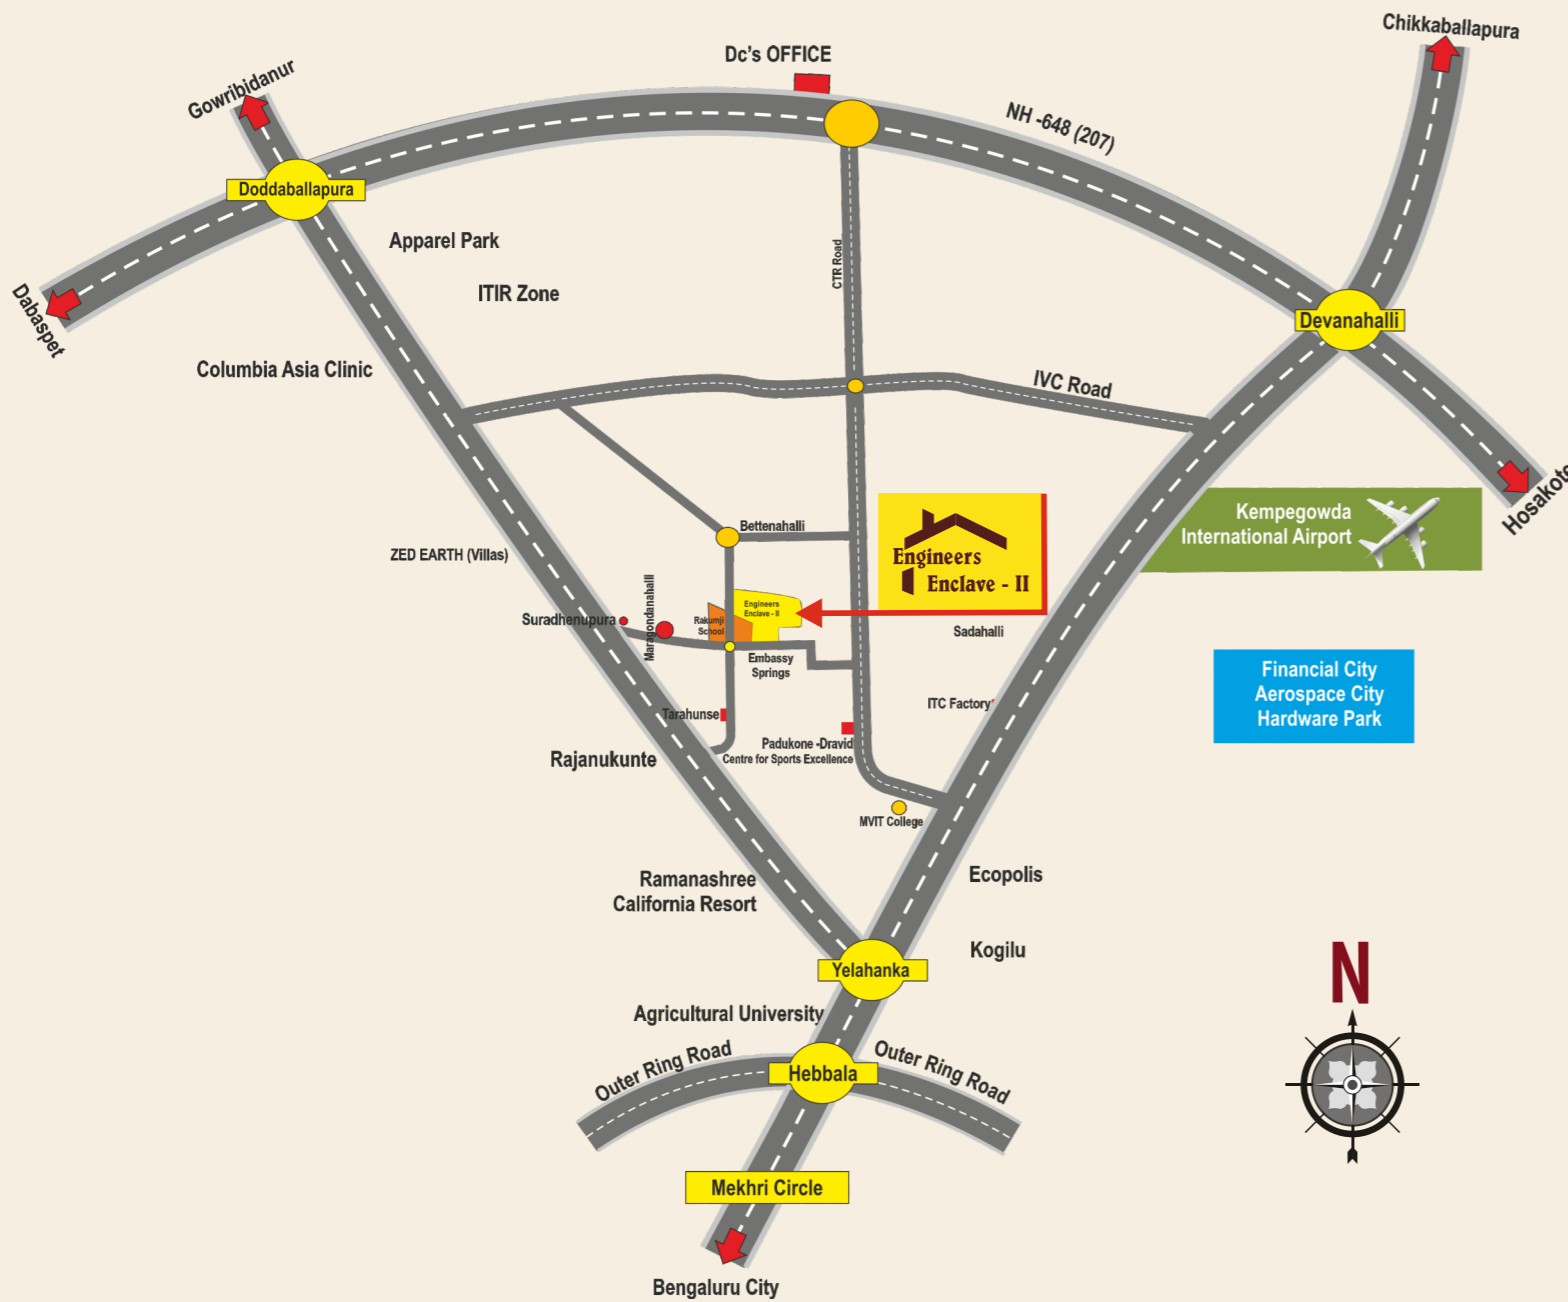 Chikkaballapura
Dc's OFFICE
Gowribidanur
NH -648 (207)
Doddaballapura
Apparel Park
CTR Road
ITIR Zone
Dabaspet
Devanahalli
Columbia Asia Clinic
IVC Road
Hosakote
Kempegowda
International Airport
Bettenahalli
Engineers
Enclave - II
ZED EARTH (Villas)
Maragondanahalli
Engineers
Enclave - II
Suradhenupura
Rakumji
School
Sadahalli
Embassy
Springs
Financial City
Aerospace City
Hardware Park
ITC Factory
Tarahunse
Padukone -Dravid
Centre for Sports Excellence
Rajanukunte
MVIT College
Ramanashree
California Resort
Ecopolis
Kogilu
Yelahanka
N
Agricultural University
Outer Ring Road
Outer Ring Road
Hebbala
Mekhri Circle
Bengaluru City